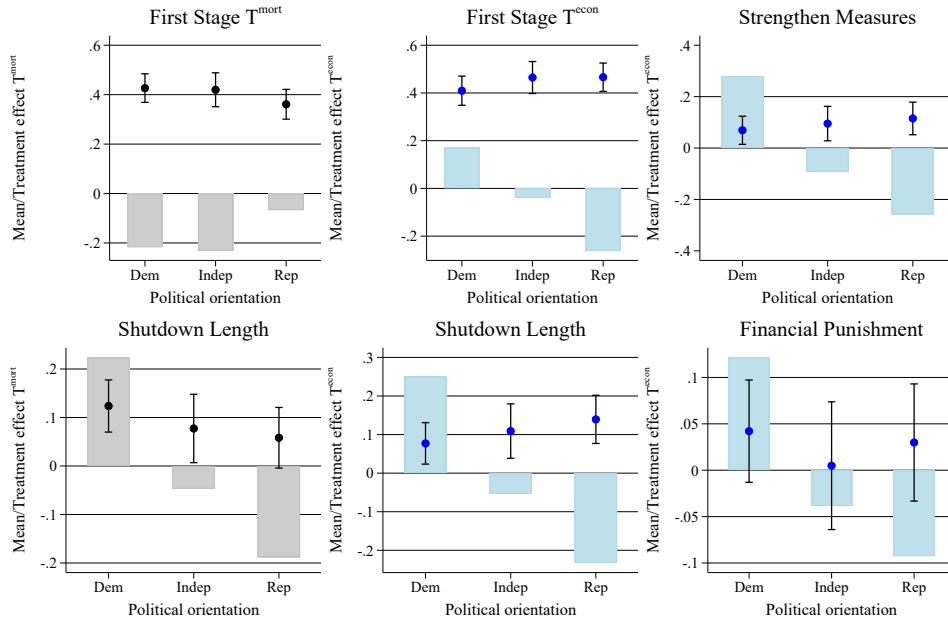 First Stage T^mort
Mean/Treatment effect T^mort
.6
.4
.2
0
-.2
Dem Indep Rep
Political orientation
First Stage T^econ
Mean/Treatment effect T^econ
.6
.4
.2
0
-.2
Dem Indep Rep
Political orientation
Strengthen Measures
Mean/Treatment effect T^econ
.4
.2
0
-.2
-.4
Dem Indep Rep
Political orientation
Shutdown Length
Mean/Treatment effect T^mort
.2
.1
0
-.1
-.2
Dem Indep Rep
Political orientation
Shutdown Length
Mean/Treatment effect T^econ
.3
.2
.1
0
-.1
-.2
Dem Indep Rep
Political orientation
Financial Punishment
Mean/Treatment effect T^econ
.1
.05
0
-.05
-.1
Dem Indep Rep
Political orientation